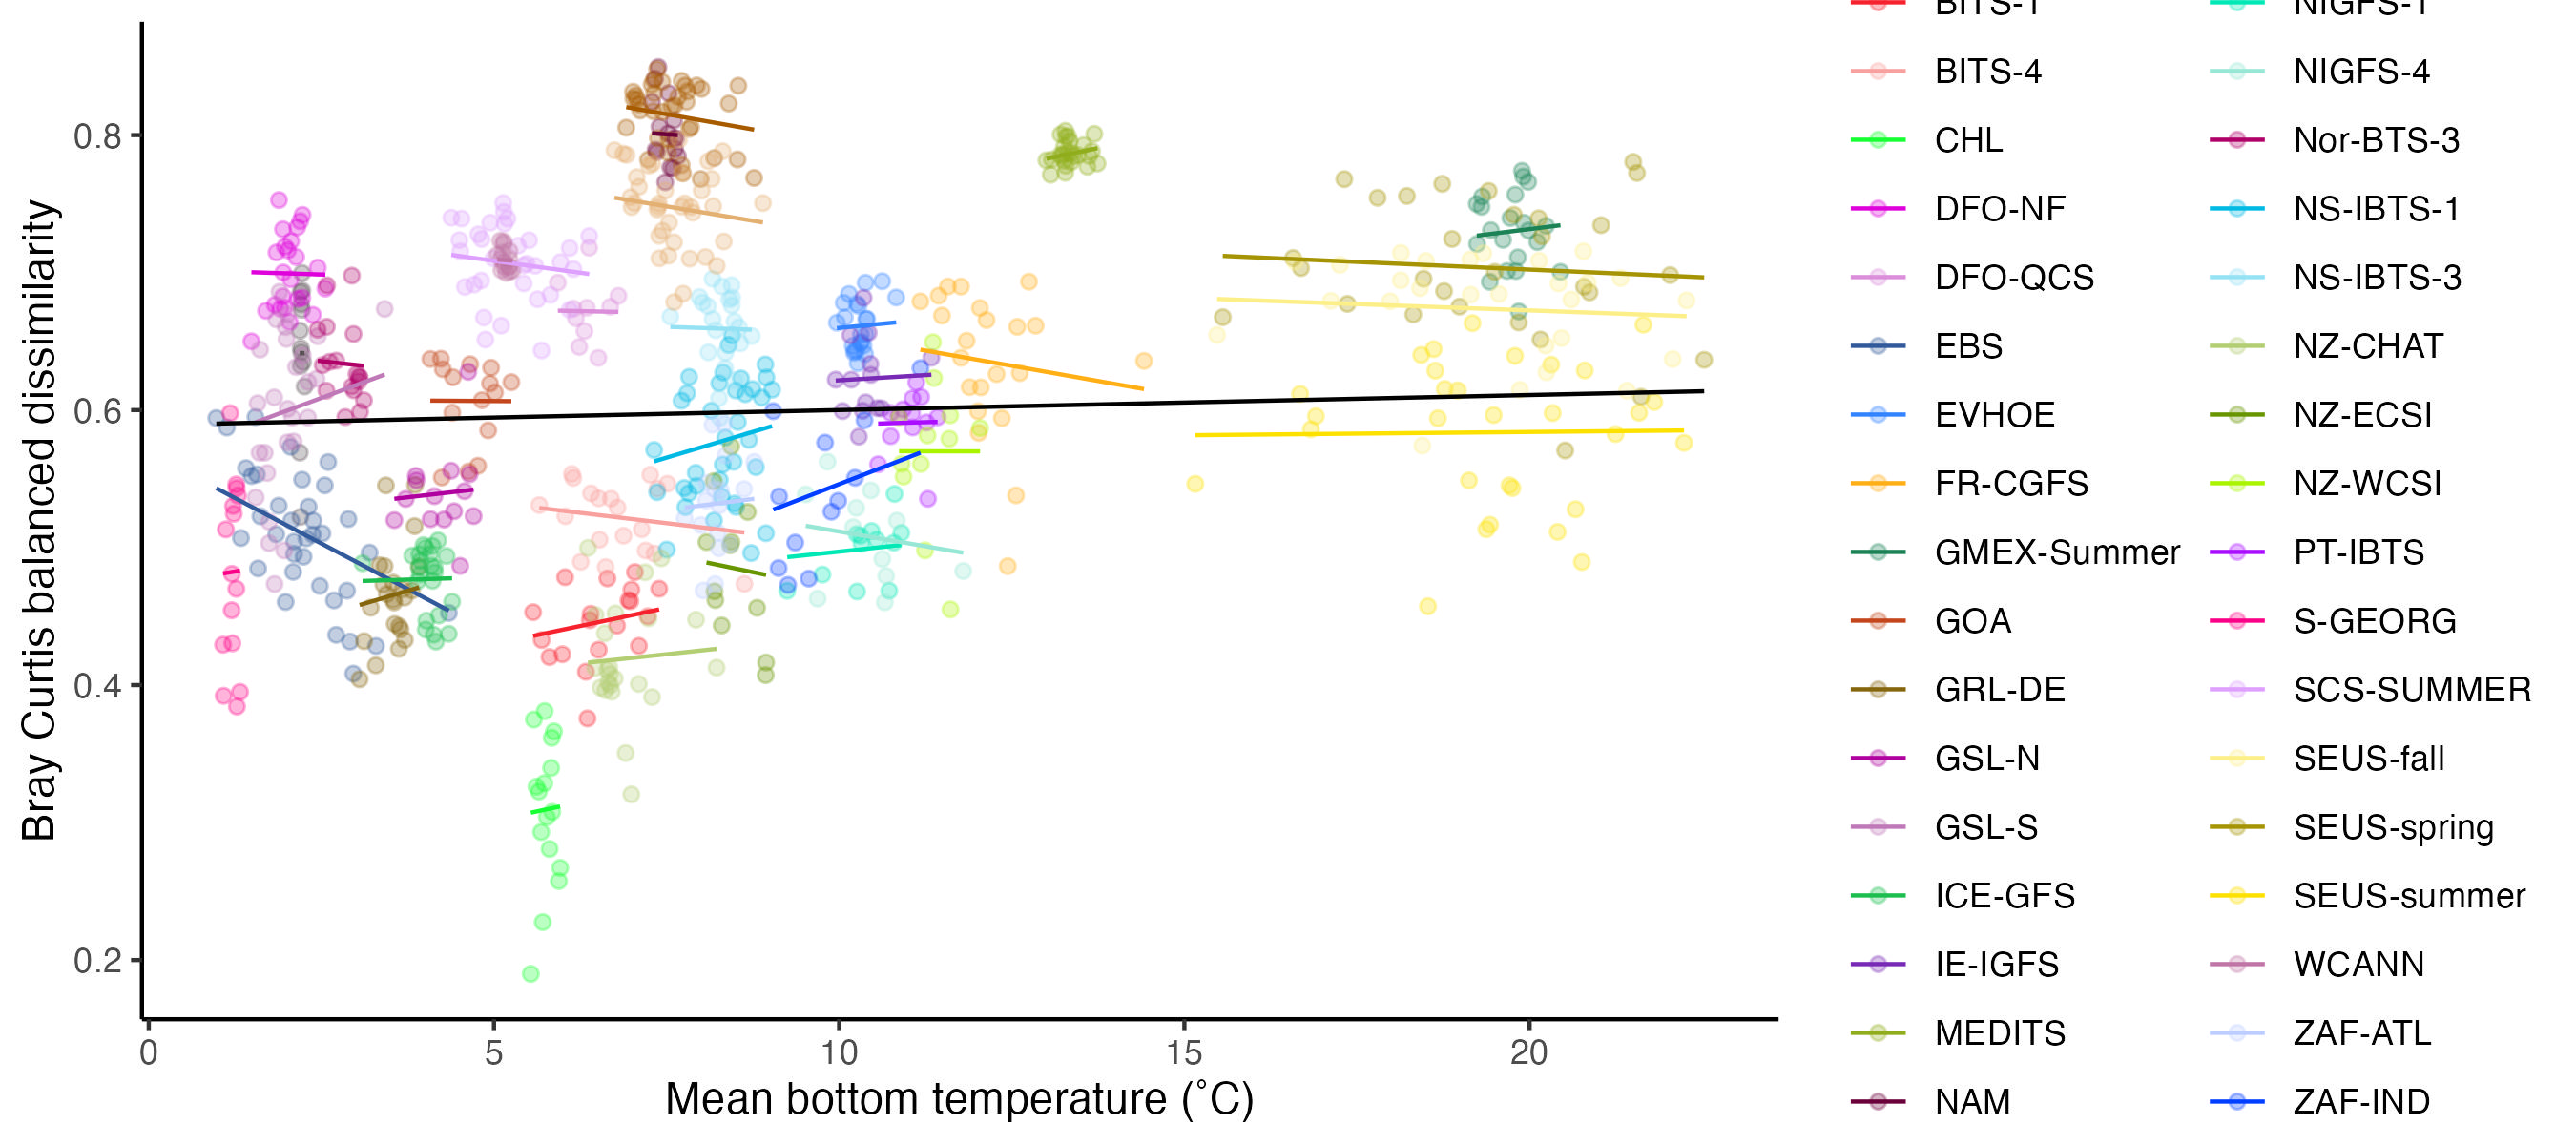 BITS-1
NIGFS-1
BITS-4
NIGFS-4
CHL
Nor-BTS-3
DFO-NF
NS-IBTS-1
DFO-QCS
NS-IBTS-3
EBS
NZ-CHAT
EVHOE
NZ-ECSI
FR-CGFS
NZ-WCSI
GMEX-Summer
PT-IBTS
GOA
S-GEORG
GRL-DE
SCS-SUMMER
GSL-N
SEUS-fall
GSL-S
SEUS-spring
ICE-GFS
SEUS-summer
IE-IGFS
WCANN
MEDITS
ZAF-ATL
NAM
ZAF-IND
Bray Curtis balanced dissimilarity
0.8
0.6
0.4
0.2
0
5
10
15
20
Mean bottom temperature (˚C)